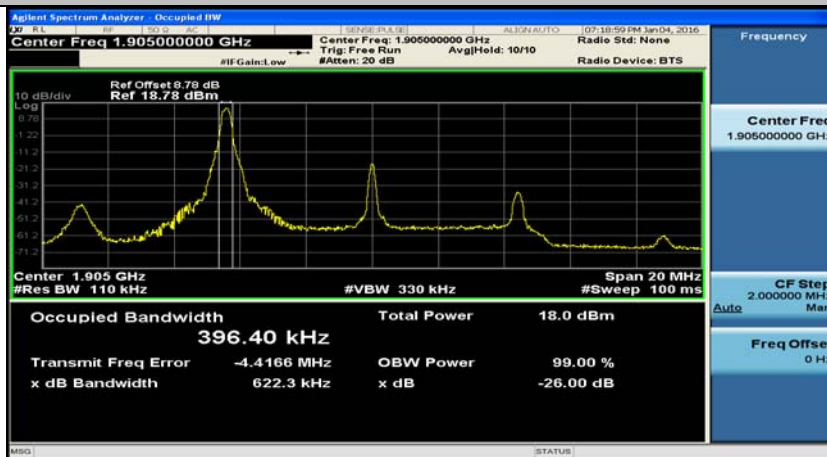 Agilent Spectrum Analyzer - Occupied BW
LXI RL RF 50 Ω AC SENSE:PULSE ALIGN AUTO 07:18:59 PM Jan 04, 2016
Center Freq 1.905000000 GHz Center Freq: 1.905000000 GHz Radio Std: None Frequency
Trig: Free Run Avg|Hold: 10/10
#IFGain:Low #Atten: 20 dB Radio Device: BTS
Ref Offset 8.78 dB
10 dB/div Ref 18.78 dBm
Log
8.78
-1.22
-11.2
-21.2
-31.2
-41.2
-51.2
-61.2
-71.2
Center Freq
1.905000000 GHz
Center 1.905 GHz Span 20 MHz
#Res BW 110 kHz #VBW 330 kHz #Sweep 100 ms
CF Step
2.000000 MHz
Auto Man
Occupied Bandwidth Total Power 18.0 dBm
396.40 kHz
Transmit Freq Error -4.4166 MHz OBW Power 99.00 %
x dB Bandwidth 622.3 kHz x dB -26.00 dB
Freq Offset
0 Hz
MSG STATUS